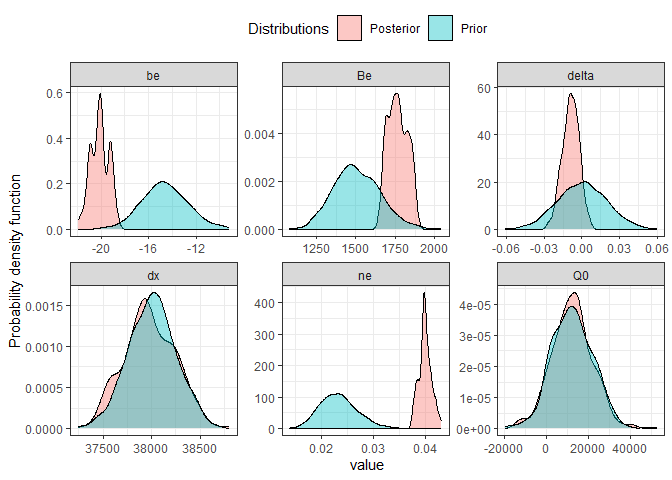 Distributions Posterior Prior
Probability density function
be Be delta
0.6
0.4
0.2
0.0
-20 -16 -12
0.004
0.002
0.000
1250 1500 1750 2000
60
40
20
0
-0.06 -0.03 0.00 0.03 0.06
dx ne Q0
0.0015
0.0010
0.0005
0.0000
37500 38000 38500
400
300
200
100
0
0.02 0.03 0.04
4e-05
3e-05
2e-05
1e-05
0e+00
-20000 0 20000 40000
value